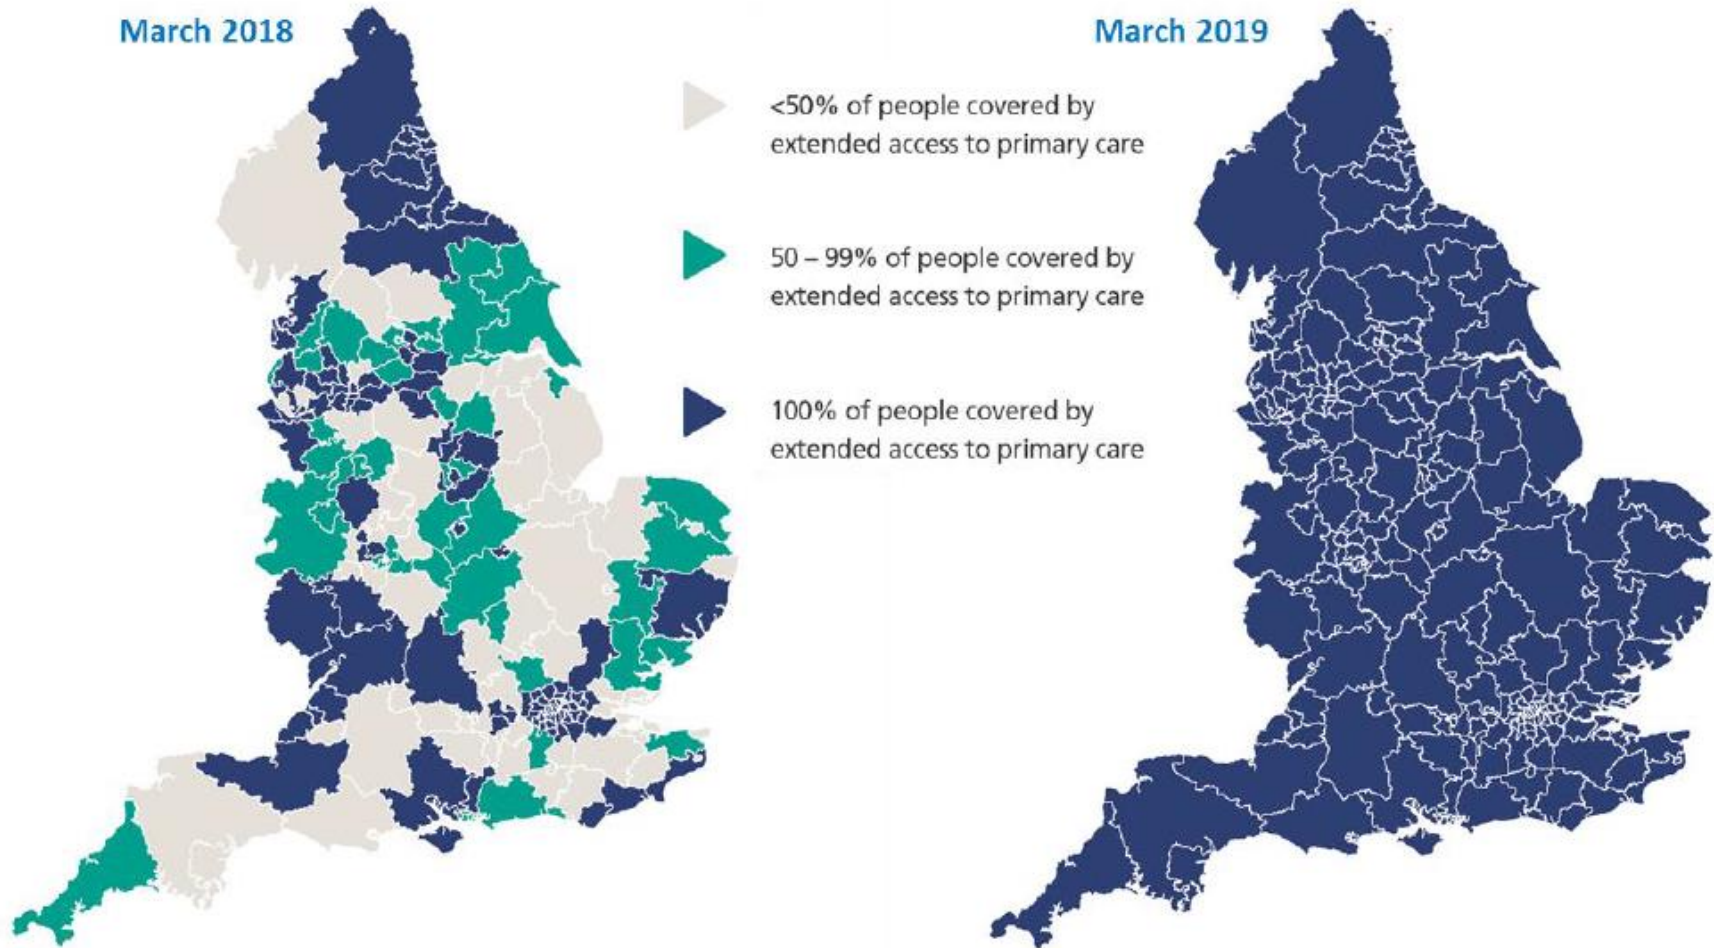 March 2018
March 2019
<50% of people covered by
extended access to primary care
50 – 99% of people covered by
extended access to primary care
100% of people covered by
extended access to primary care